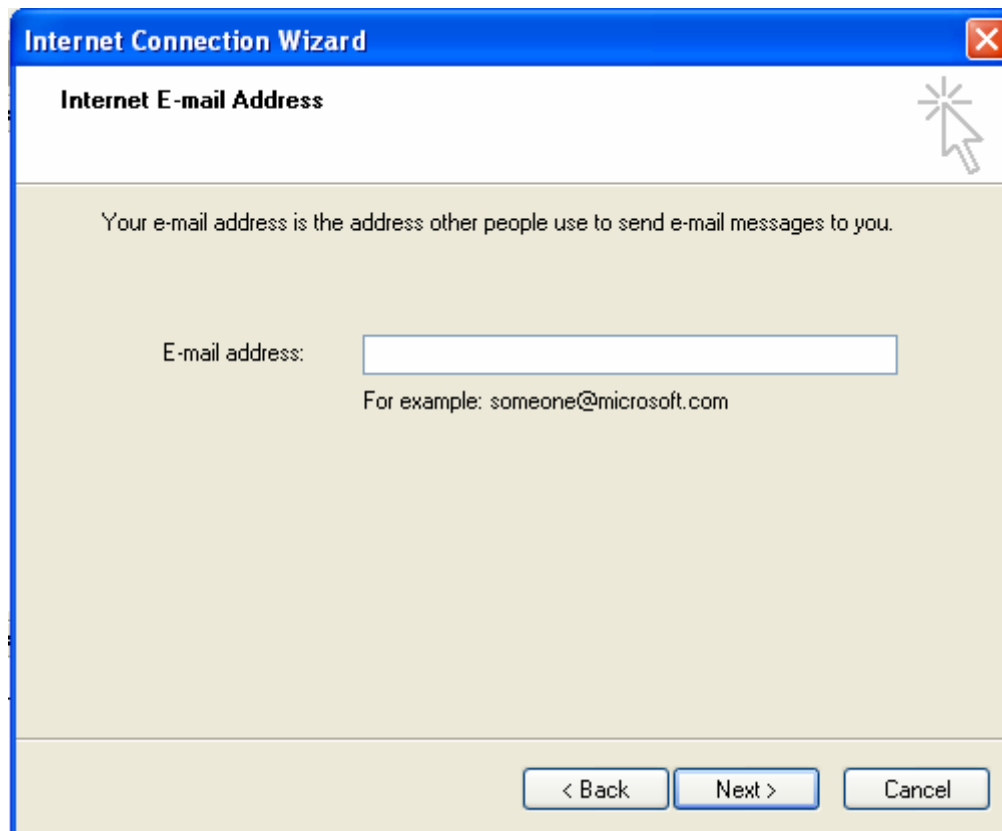 Internet Connection Wizard
Internet E-mail Address
Your e-mail address is the address other people use to send e-mail messages to you.
E-mail address:
For example: someone@microsoft.com
< Back
Next >
Cancel